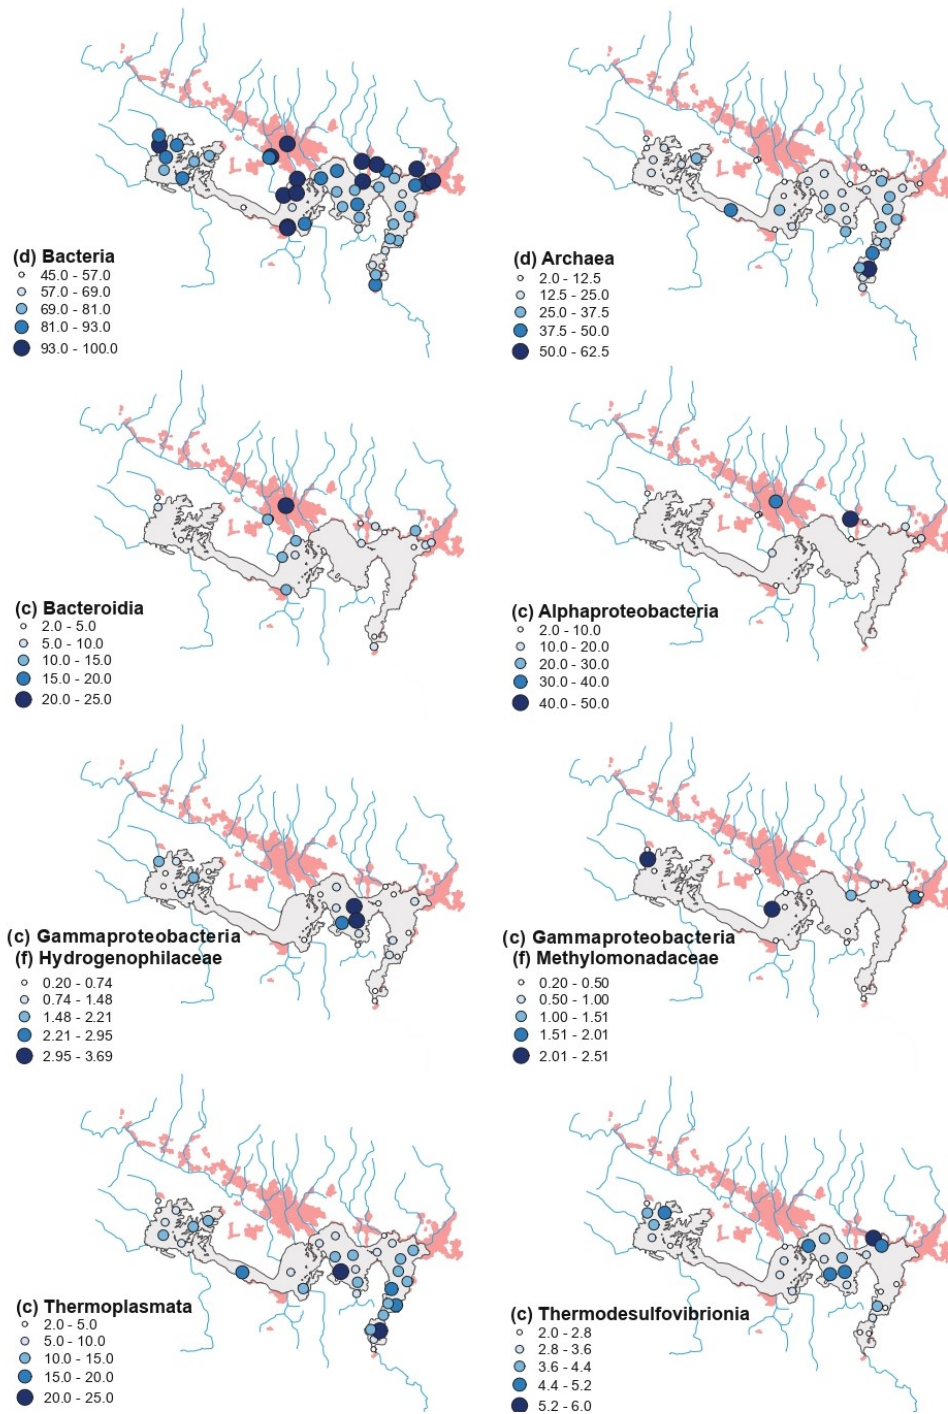 (d) Bacteria
45.0 - 57.0
57.0 - 69.0
69.0 - 81.0
81.0 - 93.0
93.0 - 100.0
(d) Archaea
2.0 - 12.5
12.5 - 25.0
25.0 - 37.5
37.5 - 50.0
50.0 - 62.5
(c) Bacteroidia
2.0 - 5.0
5.0 - 10.0
10.0 - 15.0
15.0 - 20.0
20.0 - 25.0
(c) Alphaproteobacteria
2.0 - 10.0
10.0 - 20.0
20.0 - 30.0
30.0 - 40.0
40.0 - 50.0
(c) Gammaproteobacteria
(f) Hydrogenophilaceae
0.20 - 0.74
0.74 - 1.48
1.48 - 2.21
2.21 - 2.95
2.95 - 3.69
(c) Gammaproteobacteria
(f) Methylomonadaceae
0.20 - 0.50
0.50 - 1.00
1.00 - 1.51
1.51 - 2.01
2.01 - 2.51
(c) Thermoplasmata
2.0 - 5.0
5.0 - 10.0
10.0 - 15.0
15.0 - 20.0
20.0 - 25.0
(c) Thermodesulfovibrionia
2.0 - 2.8
2.8 - 3.6
3.6 - 4.4
4.4 - 5.2
5.2 - 6.0